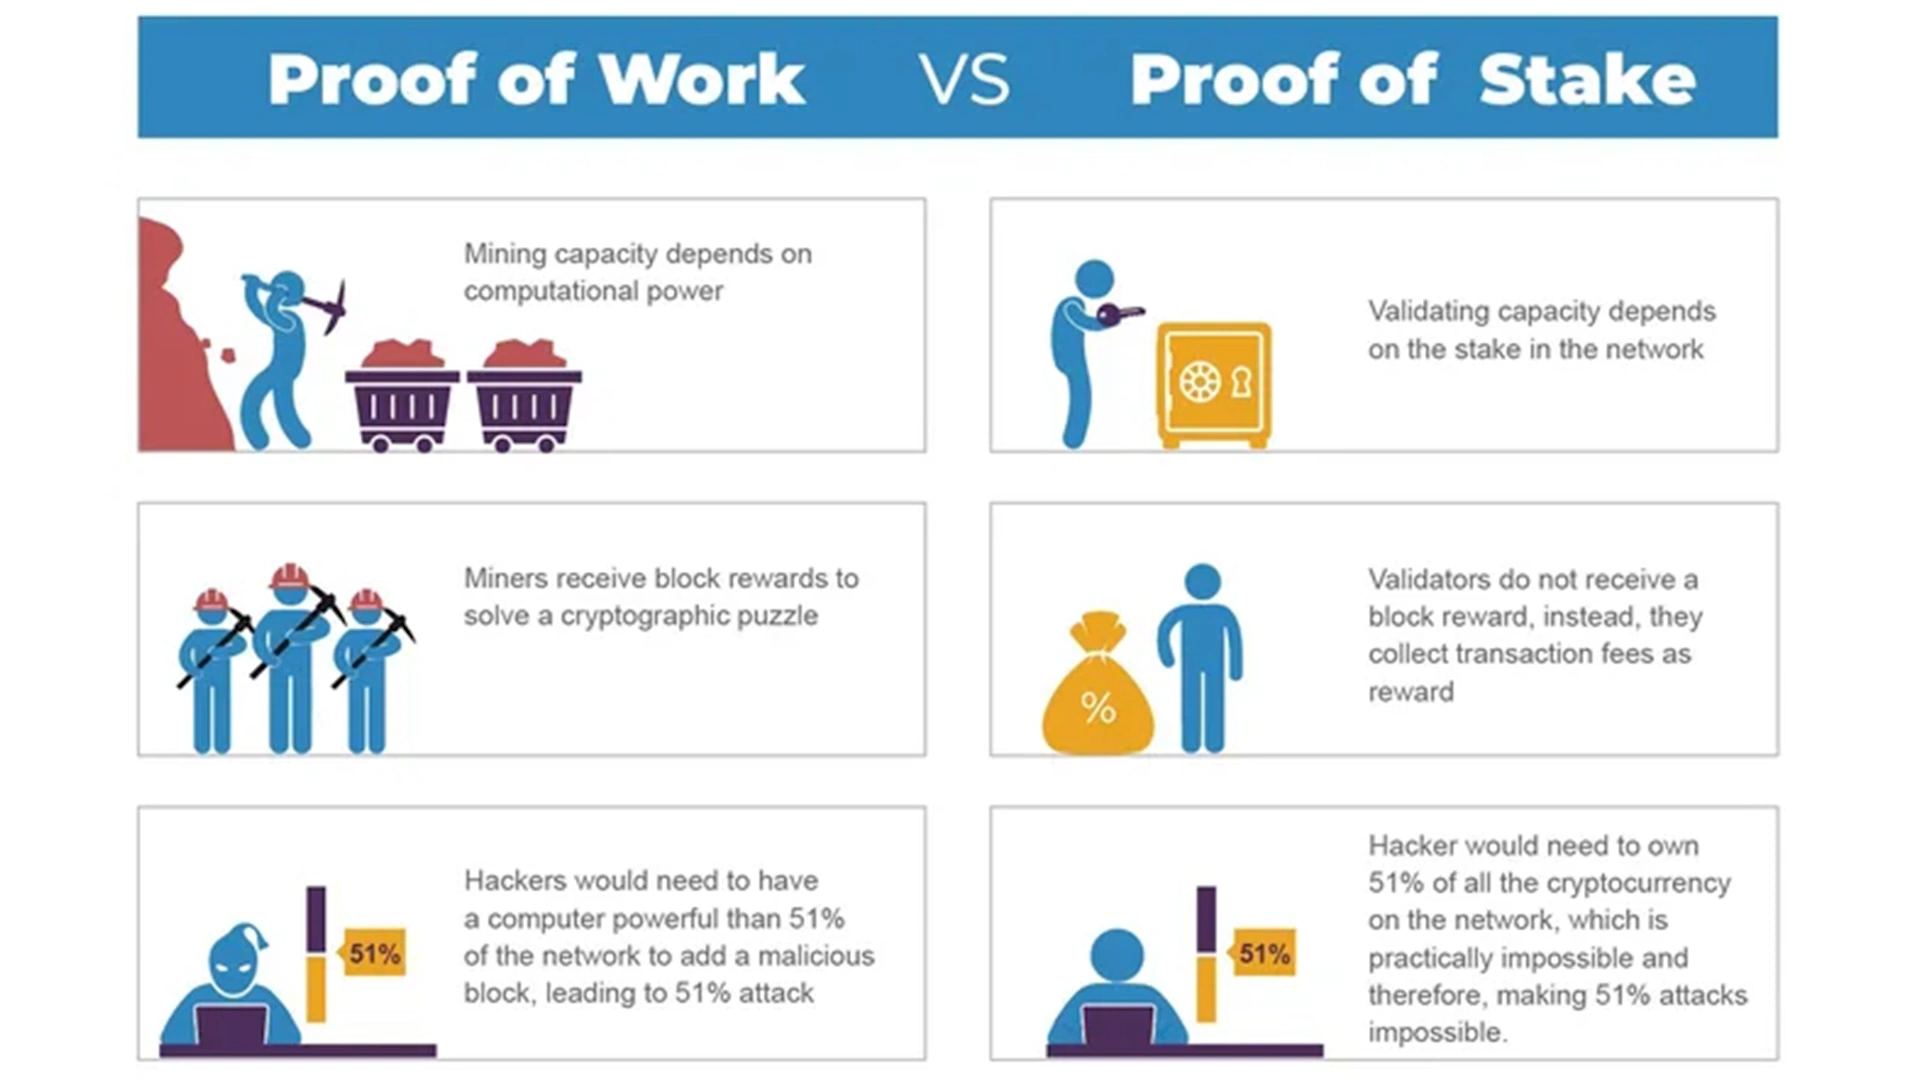 Proof of Work VS Proof of Stake
Mining capacity depends on
computational power
Validating capacity depends
on the stake in the network
Miners receive block rewards to
solve a cryptographic puzzle
Validators do not receive a
block reward, instead, they
collect transaction fees as
reward
%
Hackers would need to have
a computer powerful than 51%
of the network to add a malicious
block, leading to 51% attack
51%
Hacker would need to own
51% of all the cryptocurrency
on the network, which is
practically impossible and
therefore, making 51% attacks
impossible.
51%